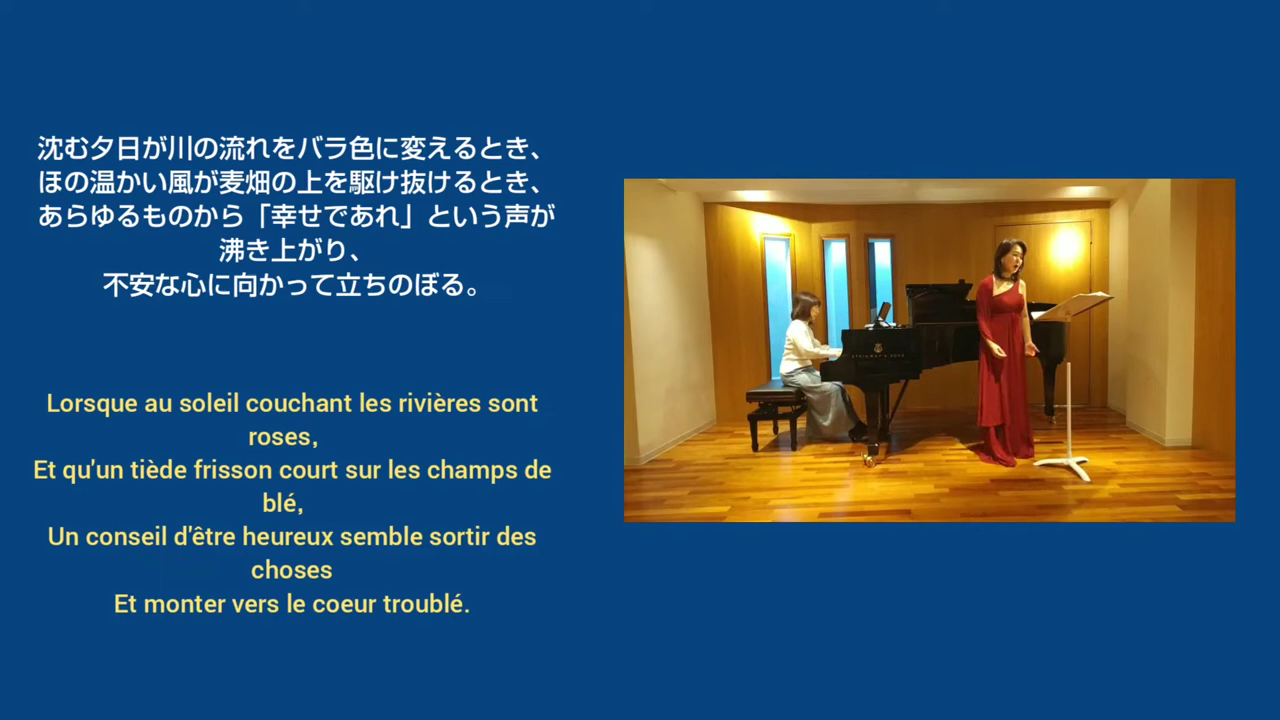 沈む夕日が川の流れをバラ色に変えるとき、
ほの温かい風が麦畑の上を駆け抜けるとき、
あらゆるものから「幸せであれ」という声が
沸き上がり、
不安な心に向かって立ちのぼる。
Lorsque au soleil couchant les rivières sont
roses,
Et qu'un tiède frisson court sur les champs de
blé,
Un conseil d'être heureux semble sortir des
choses
Et monter vers le coeur troublé.
STEINWAY & SONS